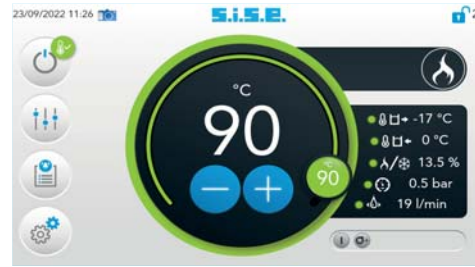 23/09/2022 11:26
s.i.s.e.
°C
90
°C
90
-17 °C
0 °C
13.5 %
0.5 bar
19 l/min